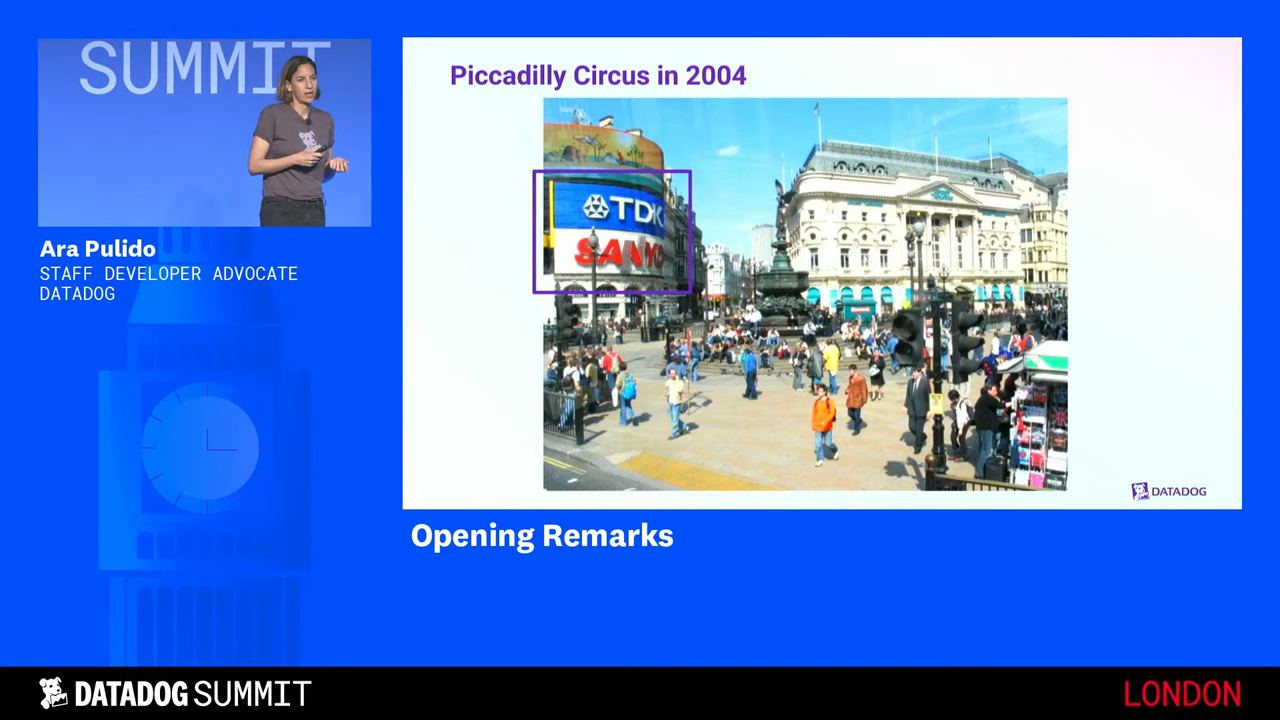 SUMMIT
Ara Pulido
STAFF DEVELOPER ADVOCATE
DATADOG
Piccadilly Circus in 2004
TDK
SANYO
DATADOG
Opening Remarks
DATADOG SUMMIT
LONDON